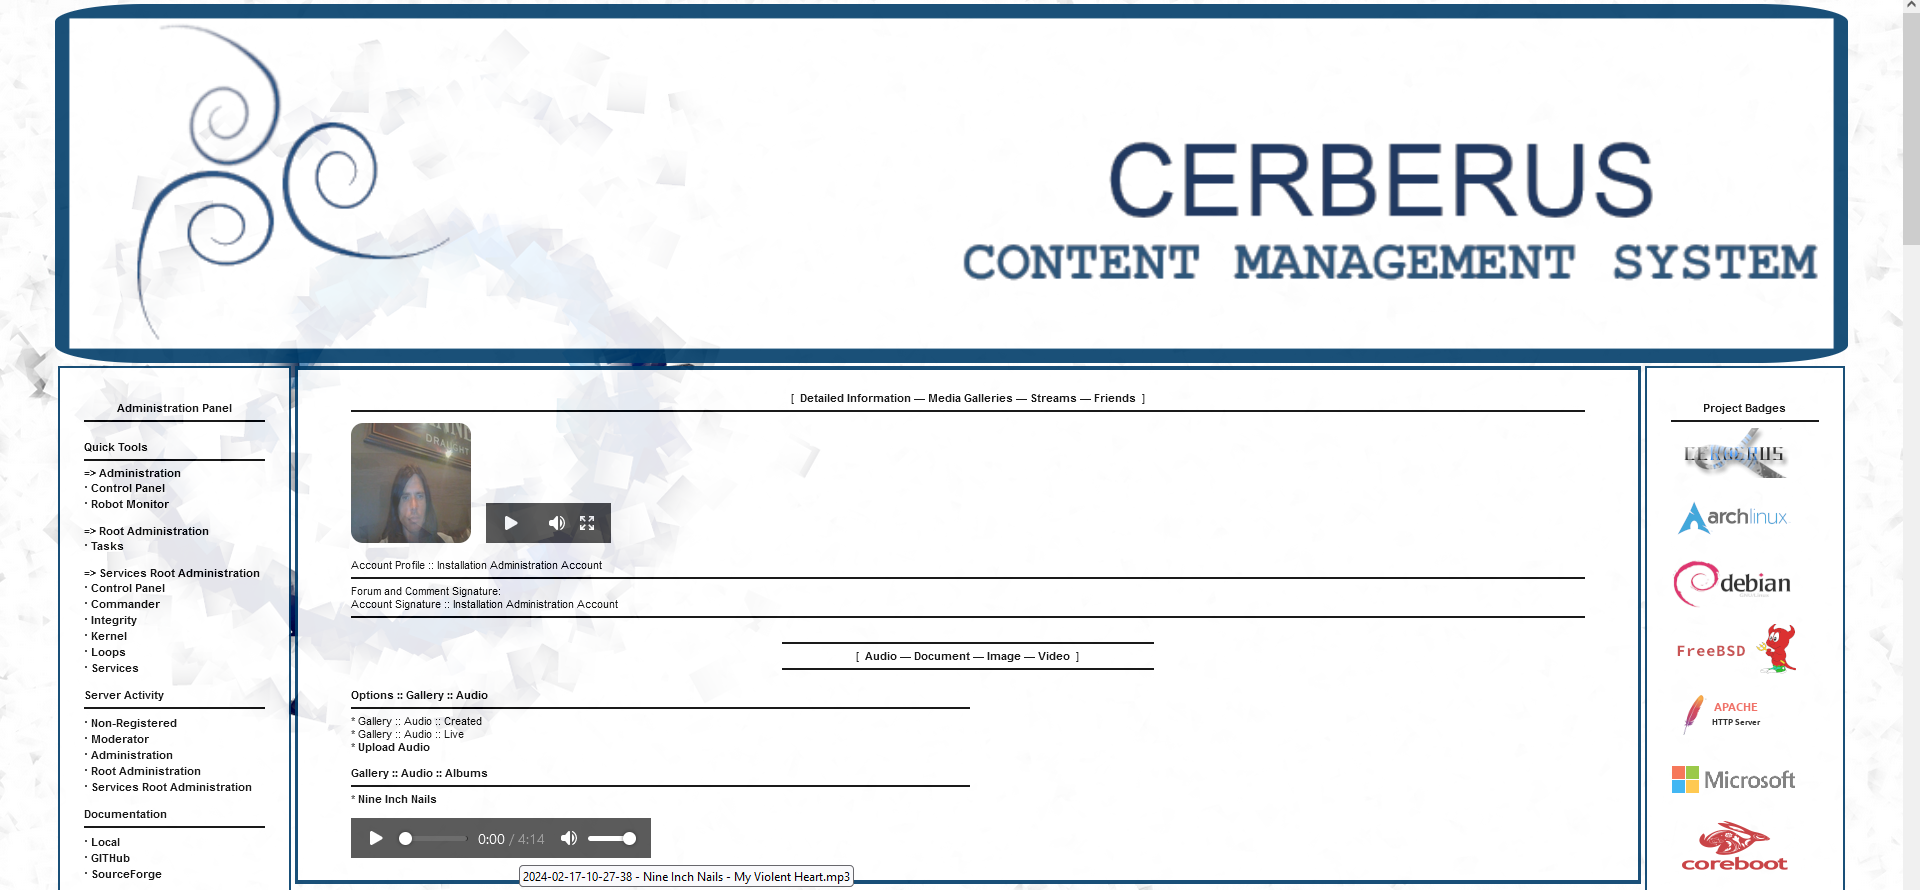 CERBERUS
CONTENT MANAGEMENT SYSTEM
Administration Panel
Quick Tools
=> Administration
· Control Panel
· Robot Monitor
=> Root Administration
· Tasks
=> Services Root Administration
· Control Panel
· Commander
· Integrity
· Kernel
· Loops
· Services
Server Activity
· Non-Registered
· Moderator
· Administration
· Root Administration
· Services Root Administration
Documentation
· Local
· GITHub
· SourceForge
[ Detailed Information — Media Galleries — Streams — Friends ]
DRAUGHT
Account Profile :: Installation Administration Account
Forum and Comment Signature:
Account Signature :: Installation Administration Account
[ Audio — Document — Image — Video ]
Options :: Gallery :: Audio
* Gallery :: Audio :: Created
* Gallery :: Audio :: Live
* Upload Audio
Gallery :: Audio :: Albums
* Nine Inch Nails
0:00 / 4:14
2024-02-17-10-27-38 - Nine Inch Nails - My Violent Heart.mp3
Project Badges
CERBERUS
archlinux
debian
FreeBSD
APACHE
HTTP Server
Microsoft
coreboot